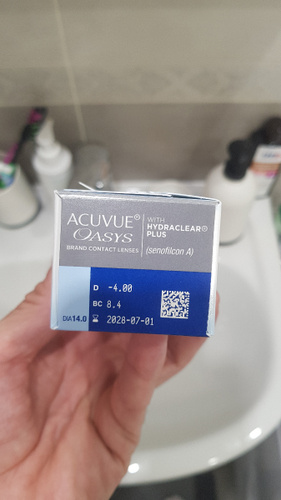 ACUVUE® WITH
OASYS HYDRACLEAR®
PLUS
BRAND CONTACT LENSES (senofilcon A)
D -4.00
BC 8.4
DIA14.0 2028-07-01